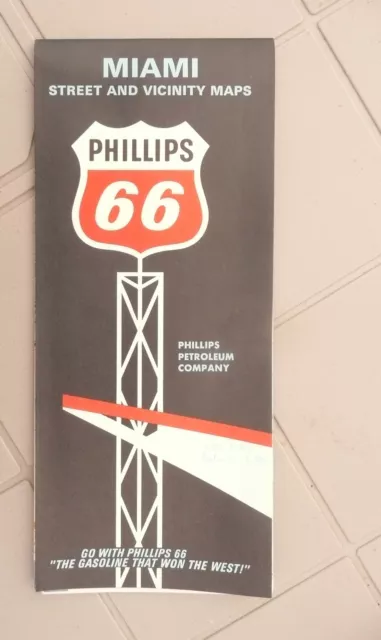 MIAMI
STREET AND VICINITY MAPS
PHILLIPS
66
PHILLIPS
PETROLEUM
COMPANY
GO WITH PHILLIPS 66
"THE GASOLINE THAT WON THE WEST!"